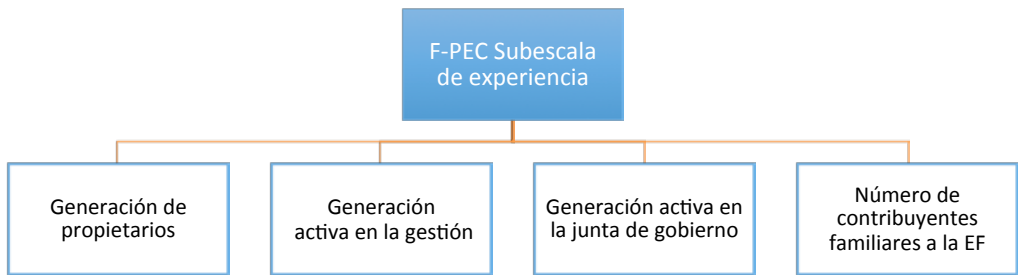 F-PEC Subescala
de experiencia
Generación de
propietarios
Generación
activa en la gestión
Generación activa en
la junta de gobierno
Número de
contribuyentes
familiares a la EF